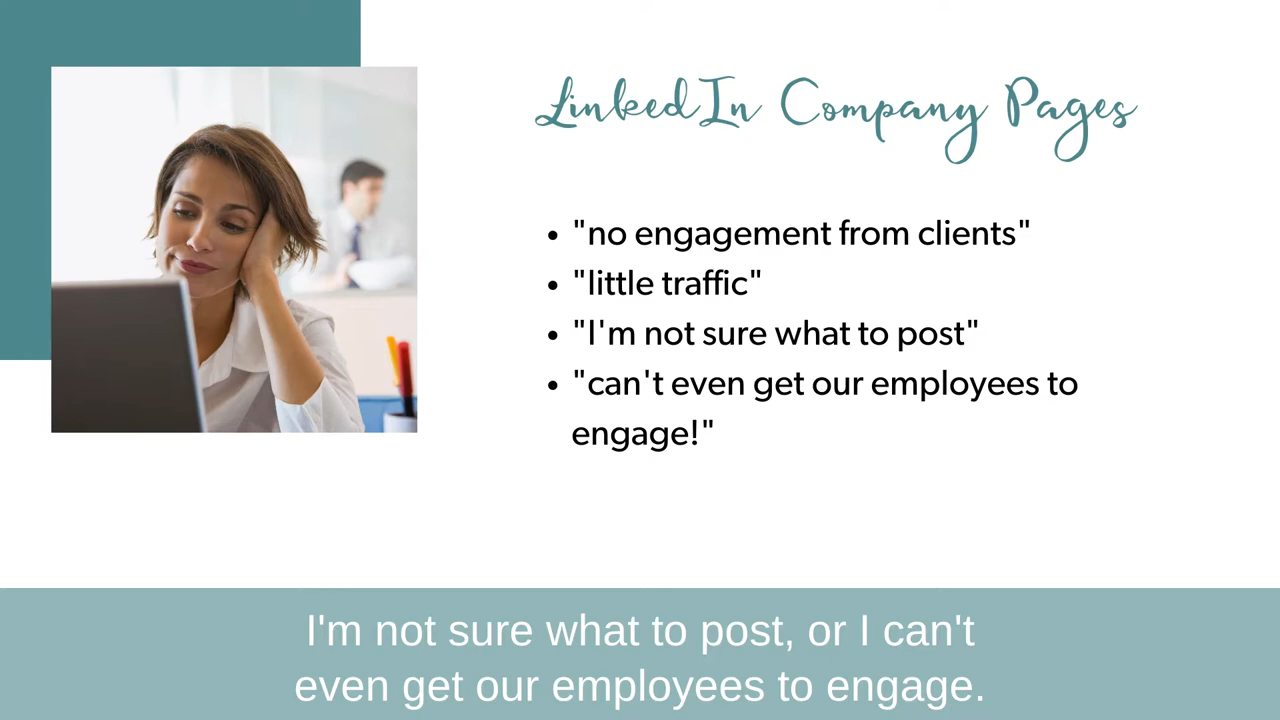 LinkedIn Company Pages
• "no engagement from clients"
• "little traffic"
• "I'm not sure what to post"
• "can't even get our employees to
engage!"
I'm not sure what to post, or I can't
even get our employees to engage.